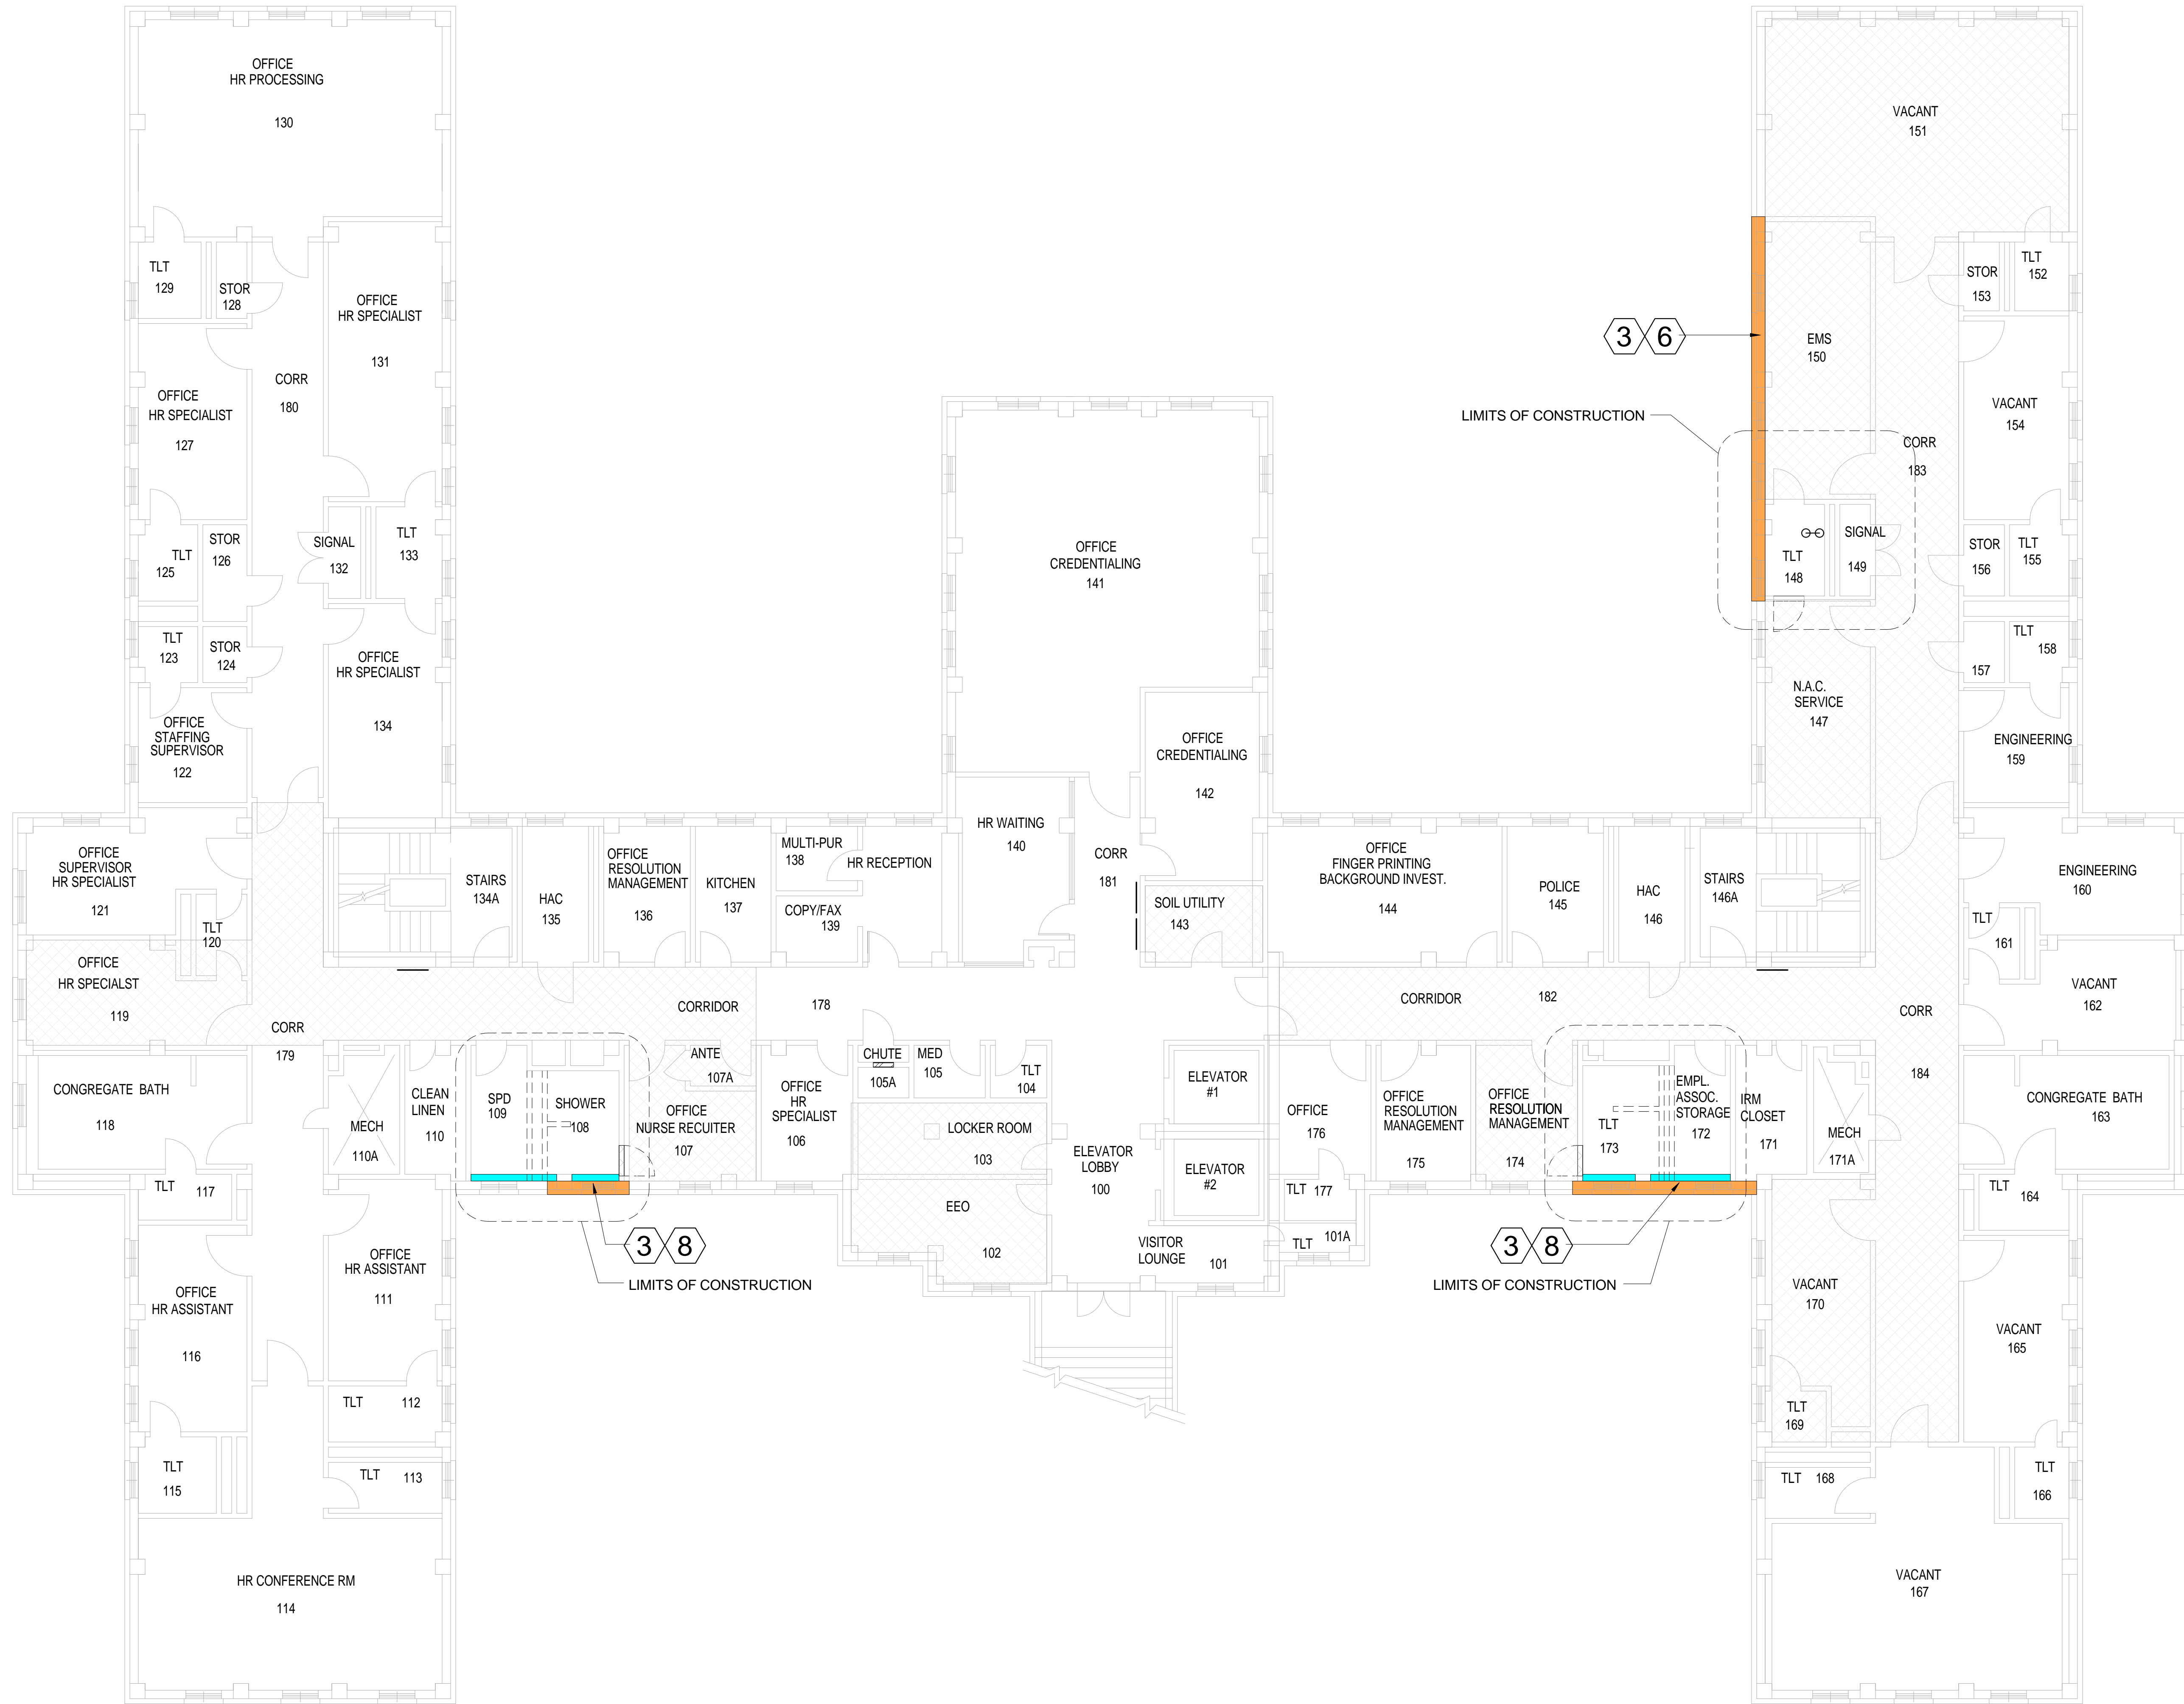 OFFICE
HR PROCESSING
130
TLT
129
STOR
128
OFFICE
HR SPECIALIST
131
OFFICE
HR SPECIALIST
127
CORR
180
TLT
125
STOR
126
SIGNAL
132
TLT
133
TLT
123
STOR
124
OFFICE
HR SPECIALIST
134
OFFICE
STAFFING
SUPERVISOR
122
OFFICE
SUPERVISOR
HR SPECIALIST
121
TLT
120
OFFICE
HR SPECIALST
119
CORR
179
CONGREGATE BATH
118
TLT 117
OFFICE
HR ASSISTANT
116
TLT
115
HR CONFERENCE RM
114
TLT 113
TLT 112
OFFICE
HR ASSISTANT
111
MECH
110A
CLEAN
LINEN
110
SPD
109
SHOWER
108
ANTE
107A
OFFICE
NURSE RECUITER
107
OFFICE
HR
SPECIALIST
106
3 8
LIMITS OF CONSTRUCTION
STAIRS
134A
HAC
135
OFFICE
RESOLUTION
MANAGEMENT
136
KITCHEN
137
MULTI-PUR
138
HR RECEPTION
COPY/FAX
139
CORRIDOR
178
CHUTE
105A
MED
105
TLT
104
LOCKER ROOM
103
EEO
102
ELEVATOR
LOBBY
100
VISITOR
LOUNGE
101
OFFICE
CREDENTIALING
141
OFFICE
CREDENTIALING
142
HR WAITING
140
CORR
181
SOIL UTILITY
143
ELEVATOR
#1
ELEVATOR
#2
OFFICE
176
TLT 177
101A
TLT
OFFICE
FINGER PRINTING
BACKGROUND INVEST.
144
POLICE
145
HAC
146
STAIRS
146A
CORRIDOR
182
OFFICE
RESOLUTION
MANAGEMENT
175
OFFICE
RESOLUTION
MANAGEMENT
174
TLT
173
EMPL.
ASSOC.
STORAGE
172
IRM
CLOSET
171
MECH
171A
3 8
LIMITS OF CONSTRUCTION
VACANT
151
3 6
LIMITS OF CONSTRUCTION
EMS
150
STOR
153
TLT
152
VACANT
154
CORR
183
TLT
148
SIGNAL
149
STOR
156
TLT
155
157
TLT
158
N.A.C.
SERVICE
147
ENGINEERING
159
ENGINEERING
160
TLT
161
VACANT
162
CORR
184
CONGREGATE BATH
163
TLT
164
VACANT
170
VACANT
165
TLT
169
TLT 168
TLT
166
VACANT
167